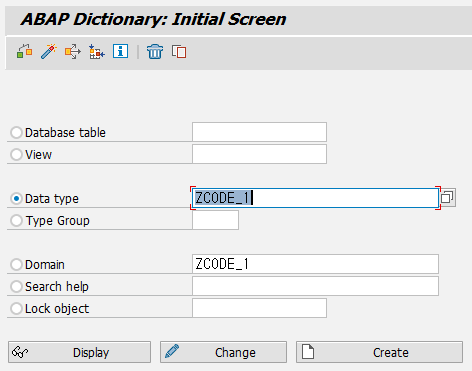 ABAP Dictionary: Initial Screen
Database table
View
Data type ZCODE_1
Type Group
Domain ZCODE_1
Search help
Lock object
Display Change Create